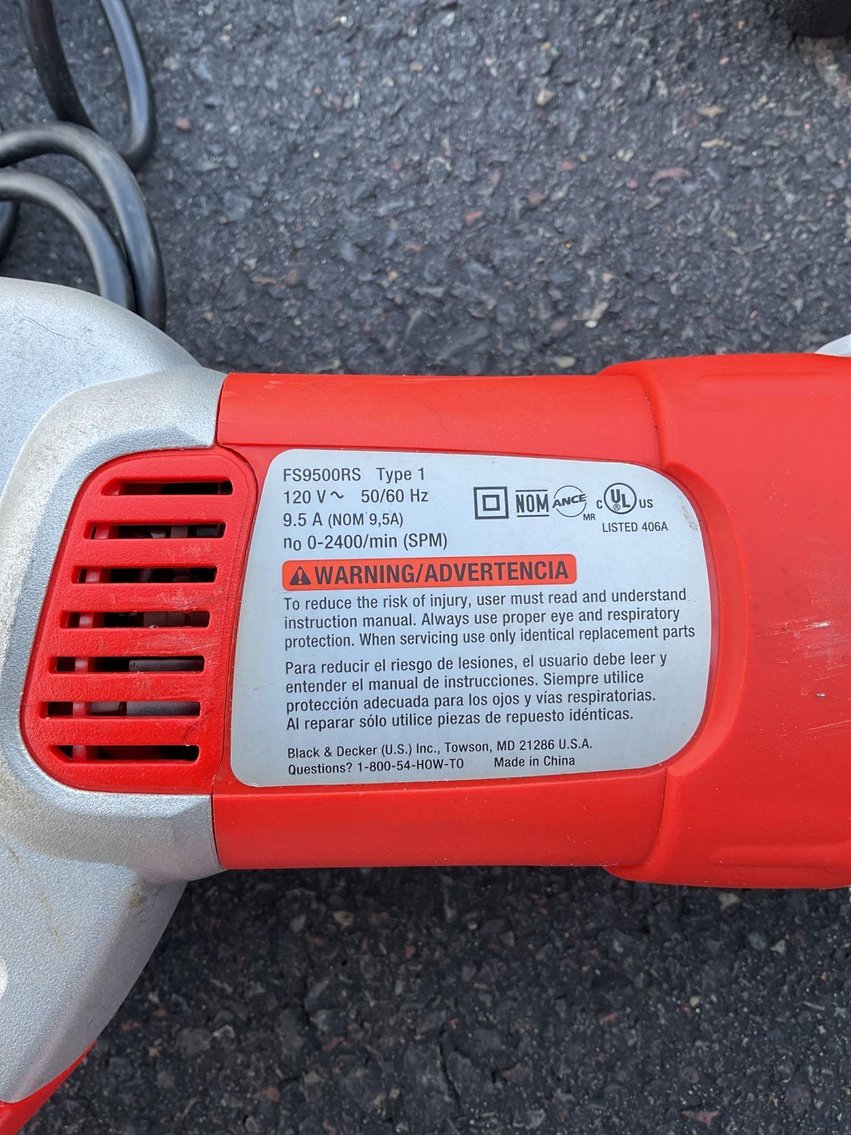 FS9500RS Type 1
120 V ~ 50/60 Hz
9.5 A (NOM 9,5A)
n0 0-2400/min (SPM)
NOM ANCE MR C UL US
LISTED 406A
WARNING/ADVERTENCIA
To reduce the risk of injury, user must read and understand
instruction manual. Always use proper eye and respiratory
protection. When servicing use only identical replacement parts
Para reducir el riesgo de lesiones, el usuario debe leer y
entender el manual de instrucciones. Siempre utilice
protección adecuada para los ojos y vías respiratorias.
Al reparar sólo utilice piezas de repuesto idénticas.
Black & Decker (U.S.) Inc., Towson, MD 21286 U.S.A.
Questions? 1-800-54-HOW-TO Made in China